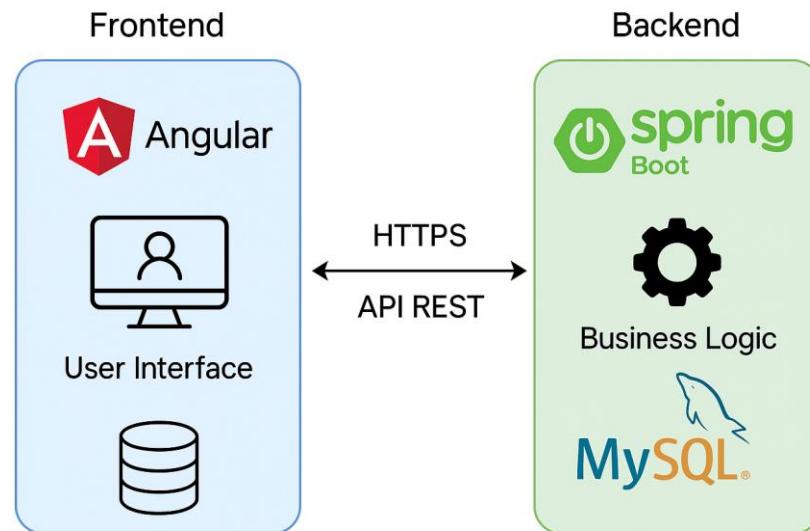 Frontend
Angular
User Interface
HTTPS
API REST
Backend
spring
Boot
Business Logic
MySQL®